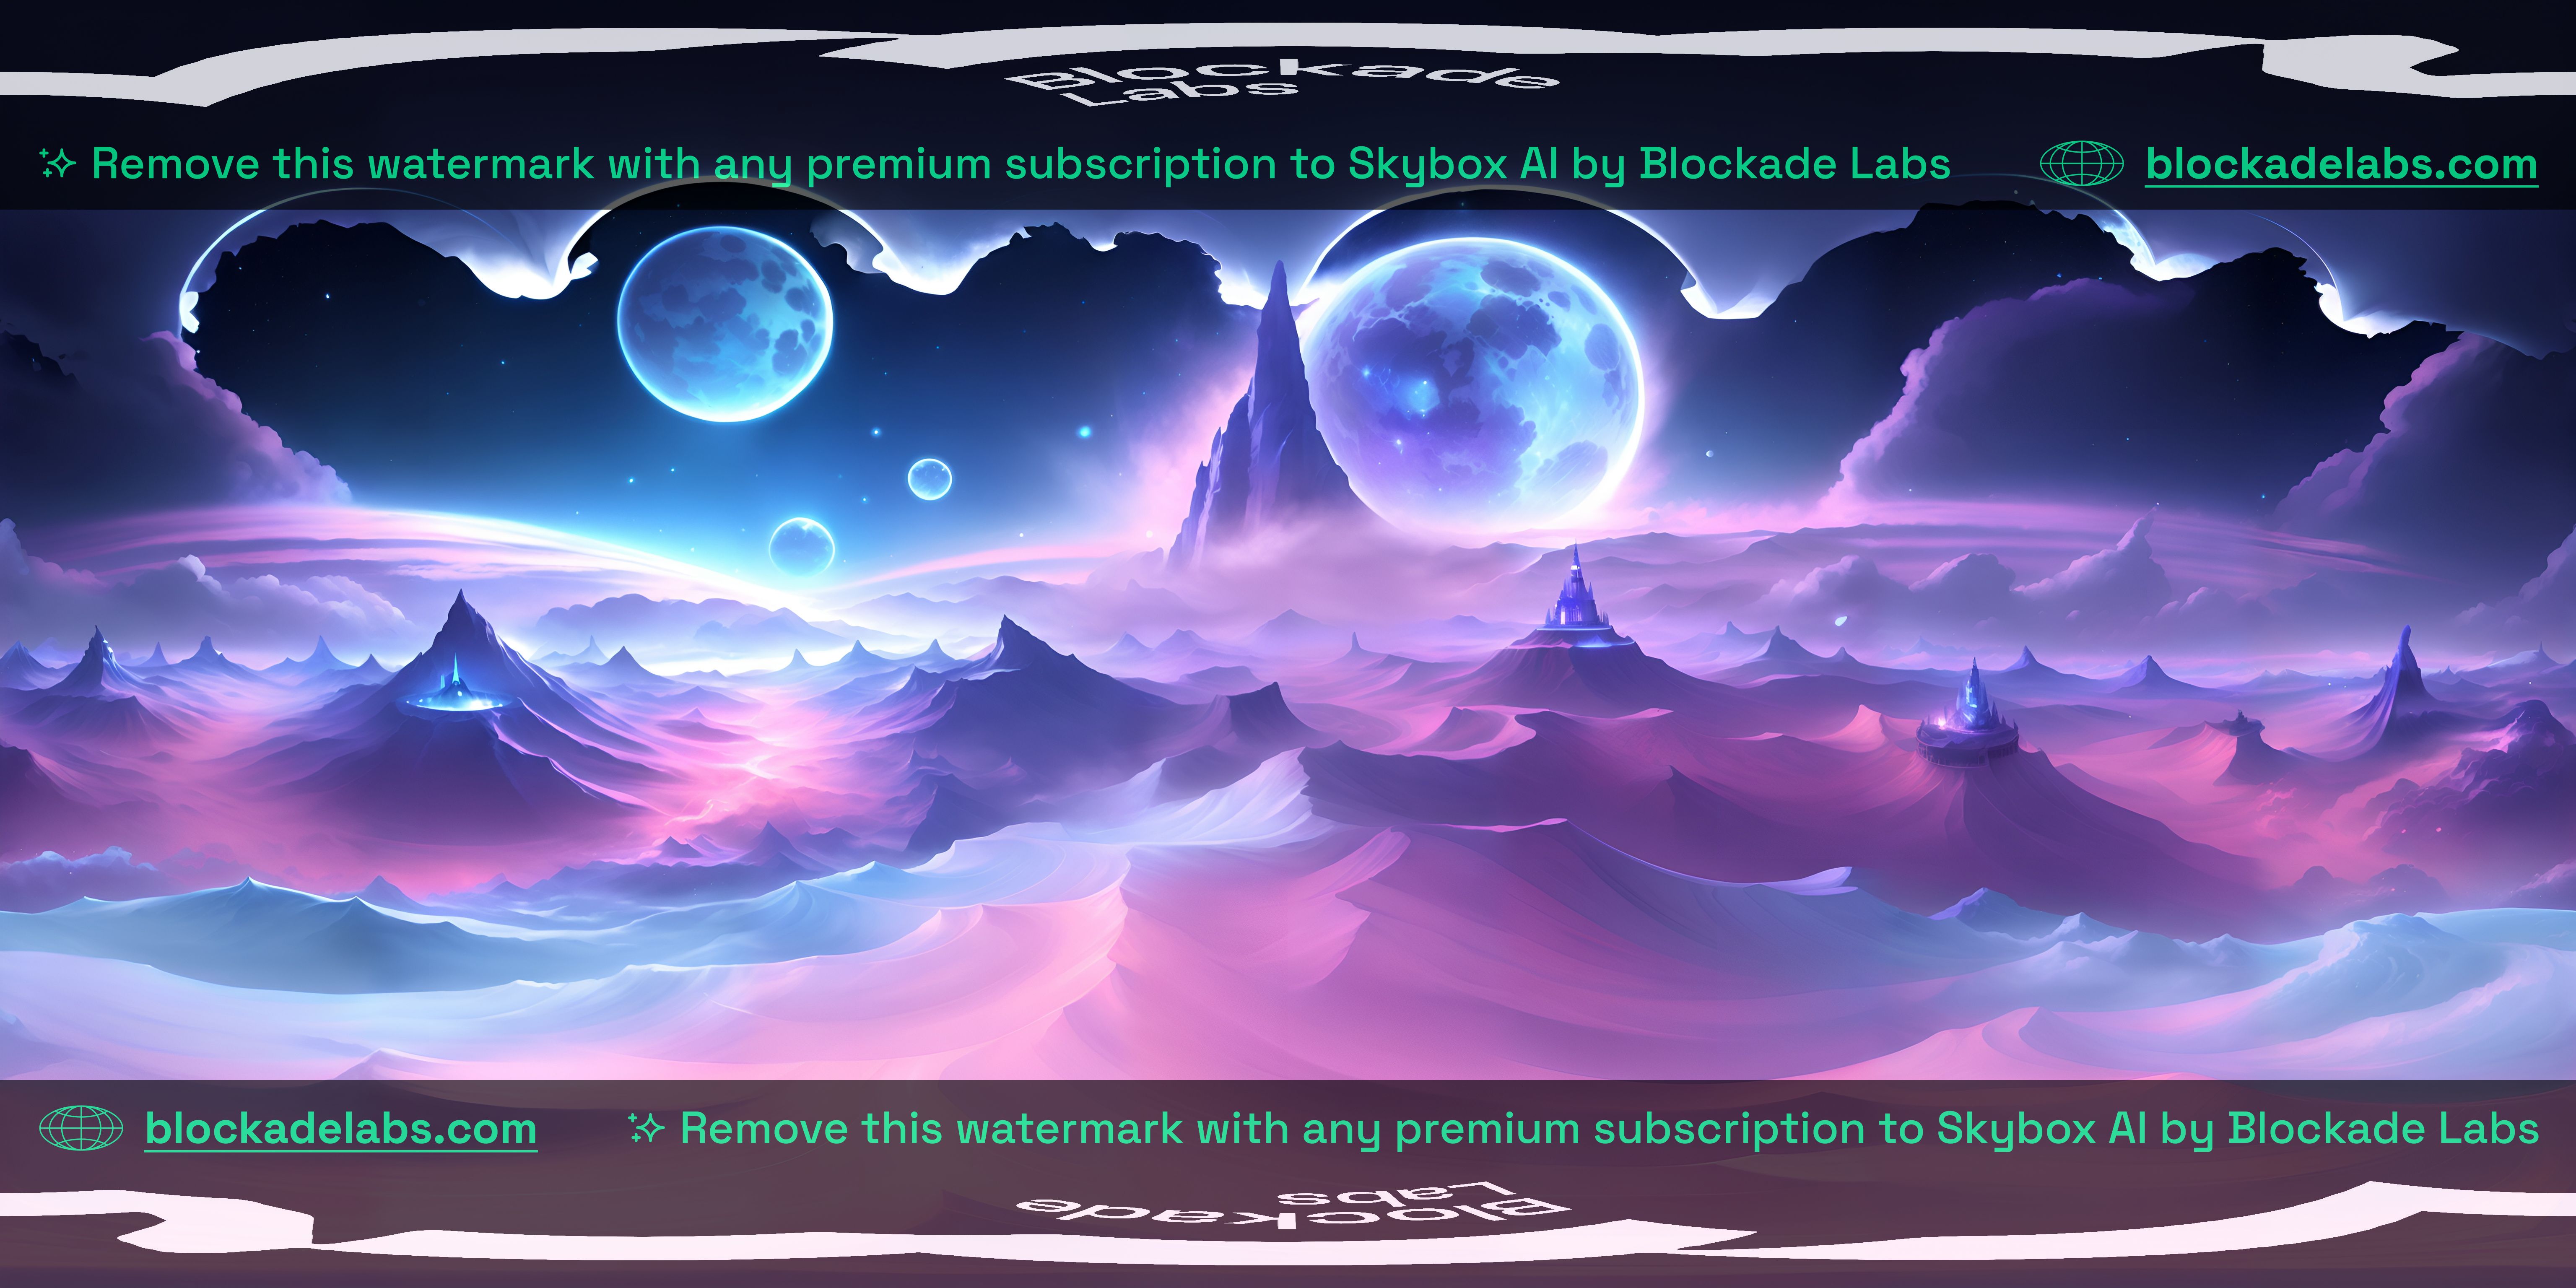 Blockade
Labs
Remove this watermark with any premium subscription to Skybox AI by Blockade Labs
blockadelabs.com
blockadelabs.com
Remove this watermark with any premium subscription to Skybox AI by Blockade Labs
Labs
Blockade